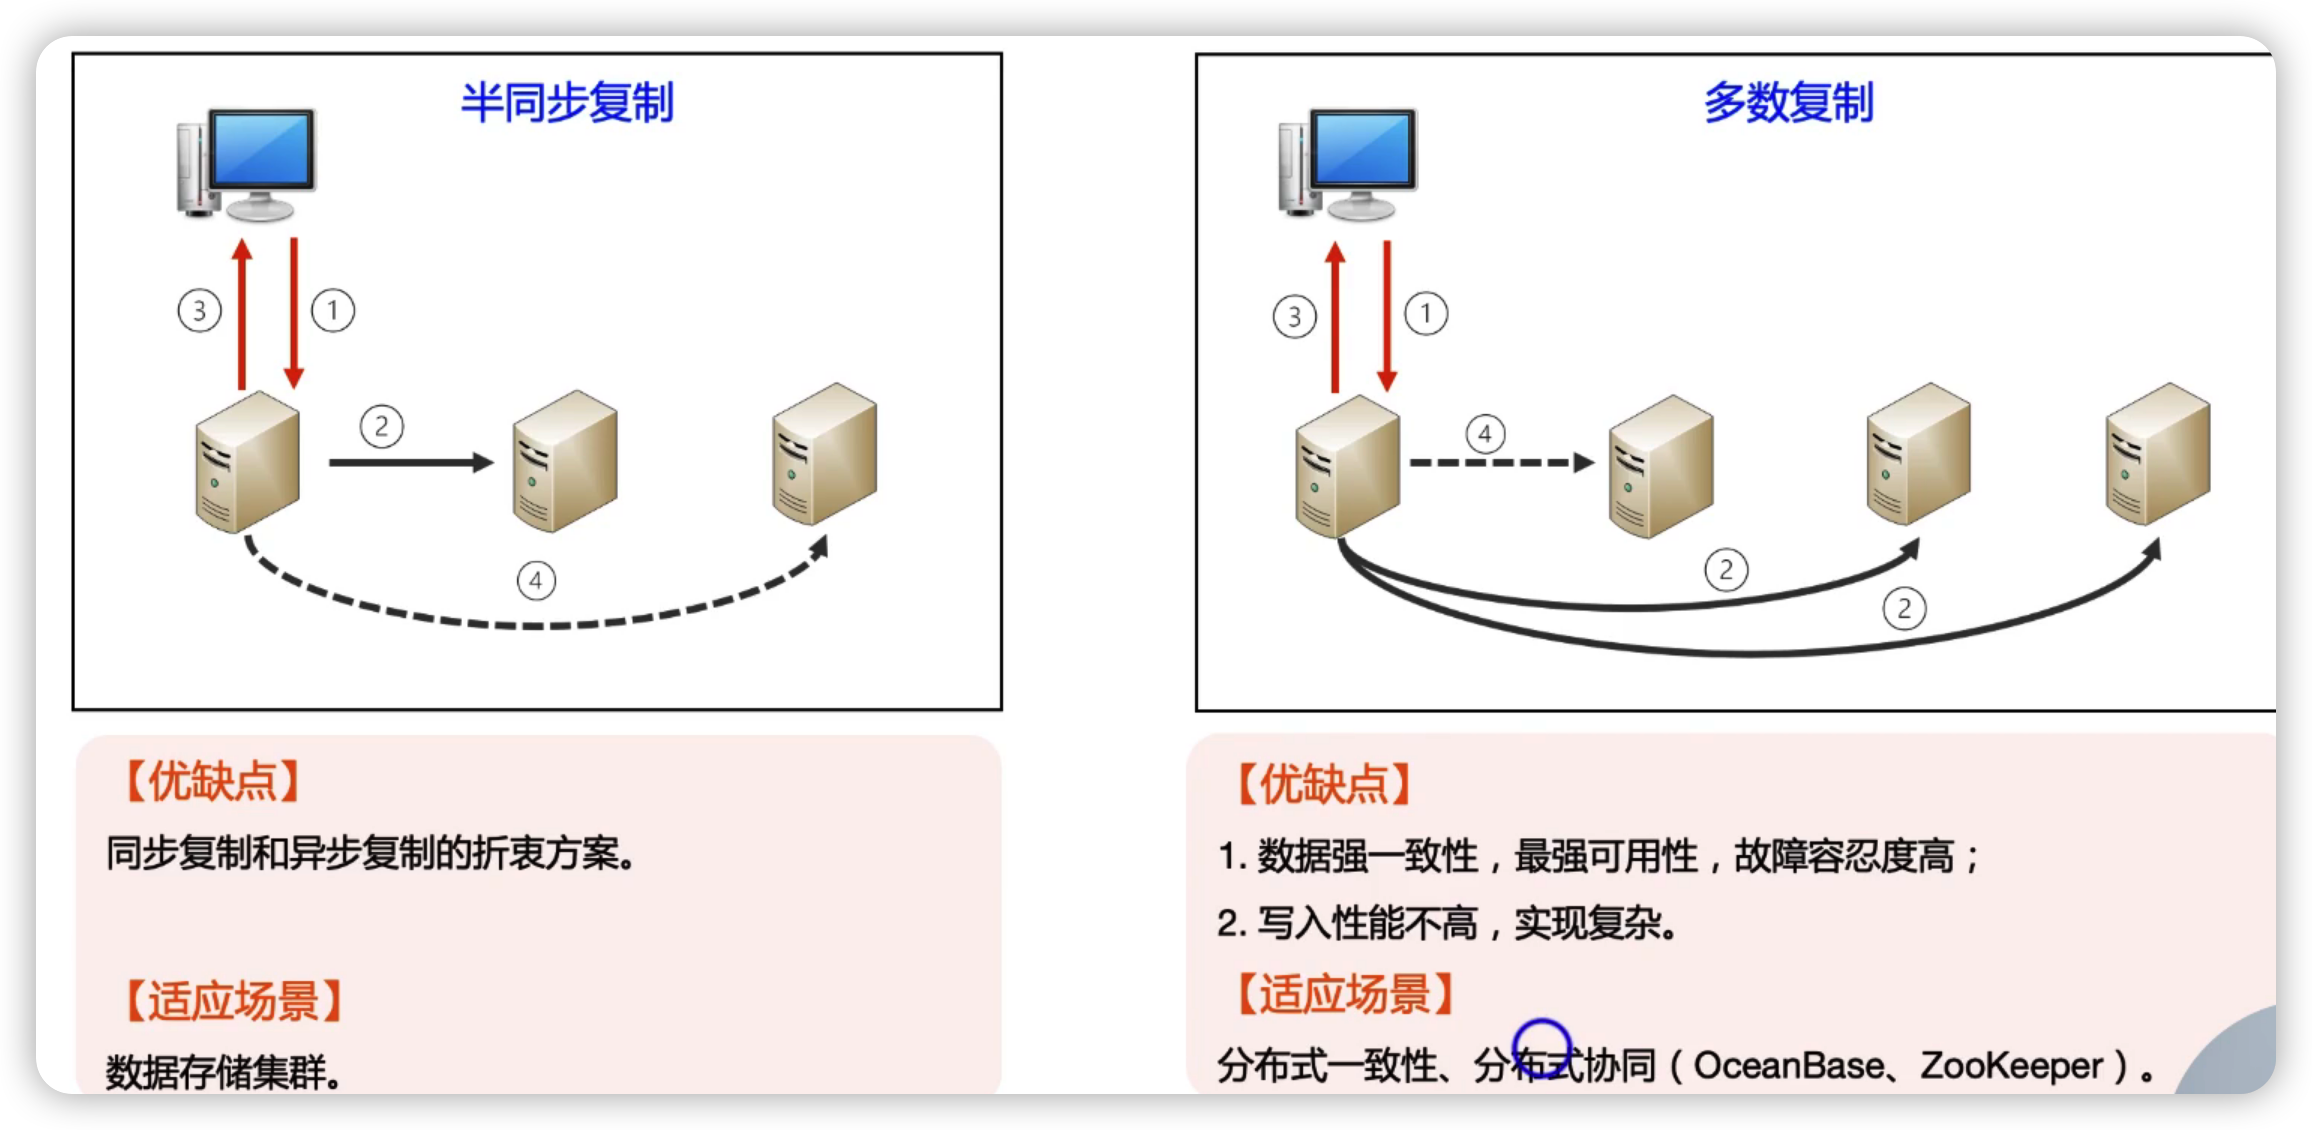 半同步复制
③
①
②
④
【优缺点】
同步复制和异步复制的折衷方案。
【适应场景】
数据存储集群。
多数复制
③
①
④
②
②
【优缺点】
1. 数据强一致性，最强可用性，故障容忍度高；
2. 写入性能不高，实现复杂。
【适应场景】
分布式一致性、分布式协同（OceanBase、ZooKeeper）。